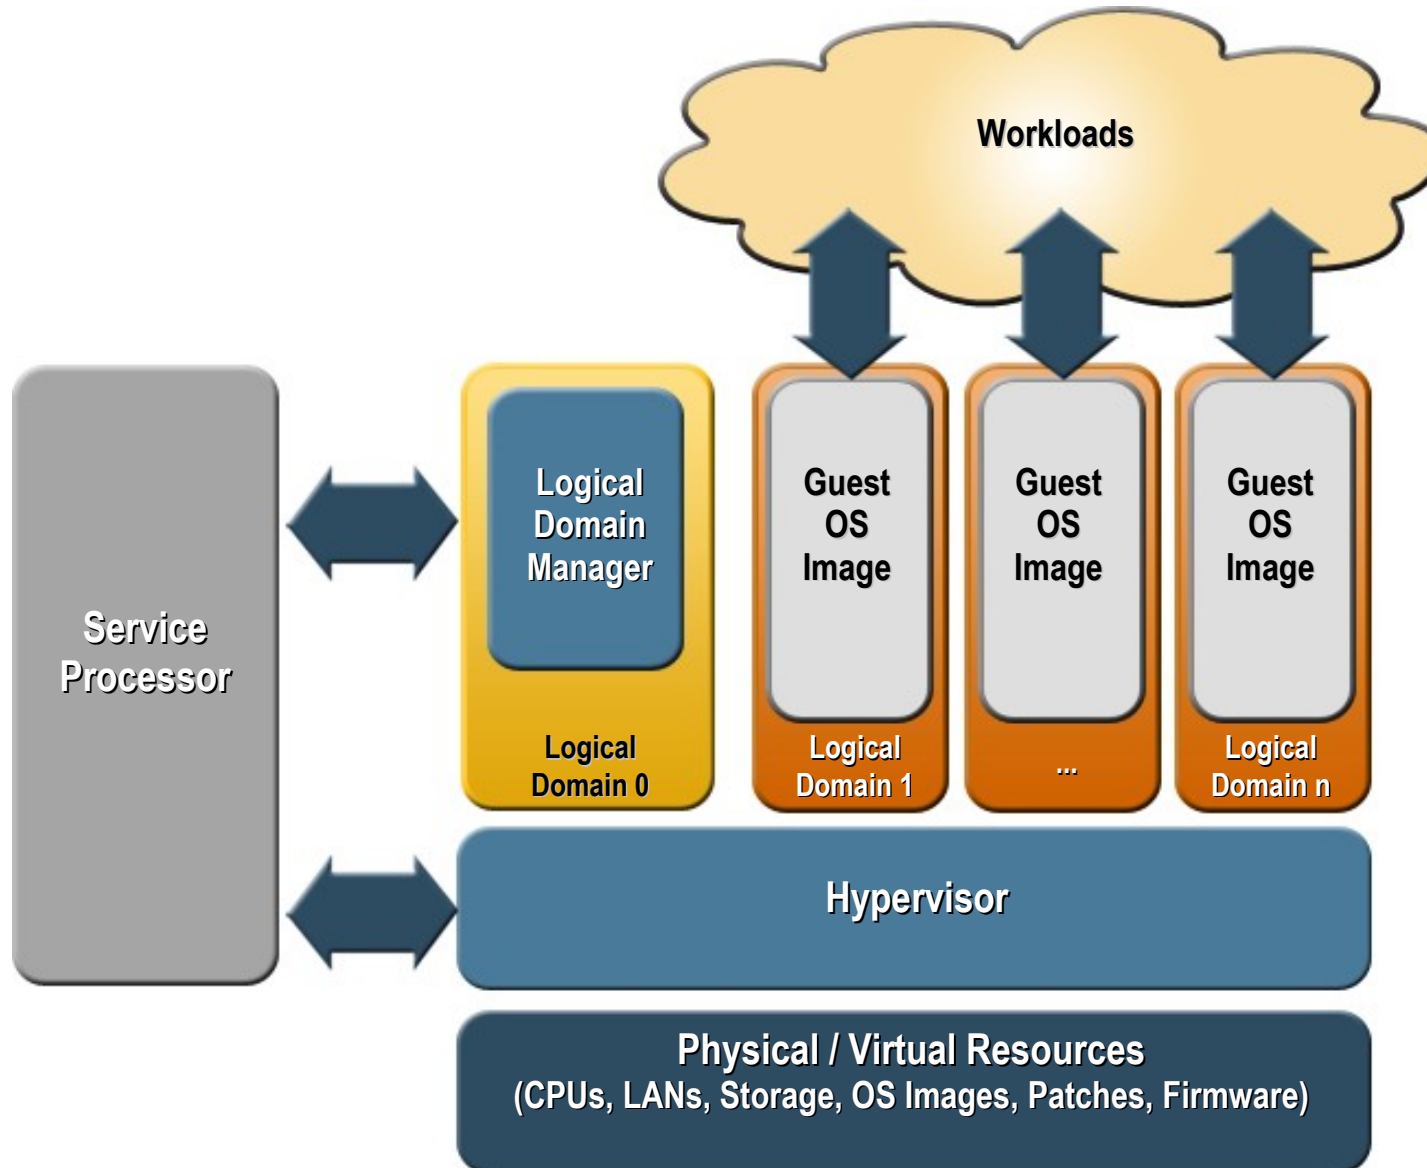 Workloads
Service
Processor
Logical
Domain
Manager
Logical
Domain 0
Guest
OS
Image
Logical
Domain 1
Guest
OS
Image
...
Guest
OS
Image
Logical
Domain n
Hypervisor
Physical / Virtual Resources
(CPUs, LANs, Storage, OS Images, Patches, Firmware)